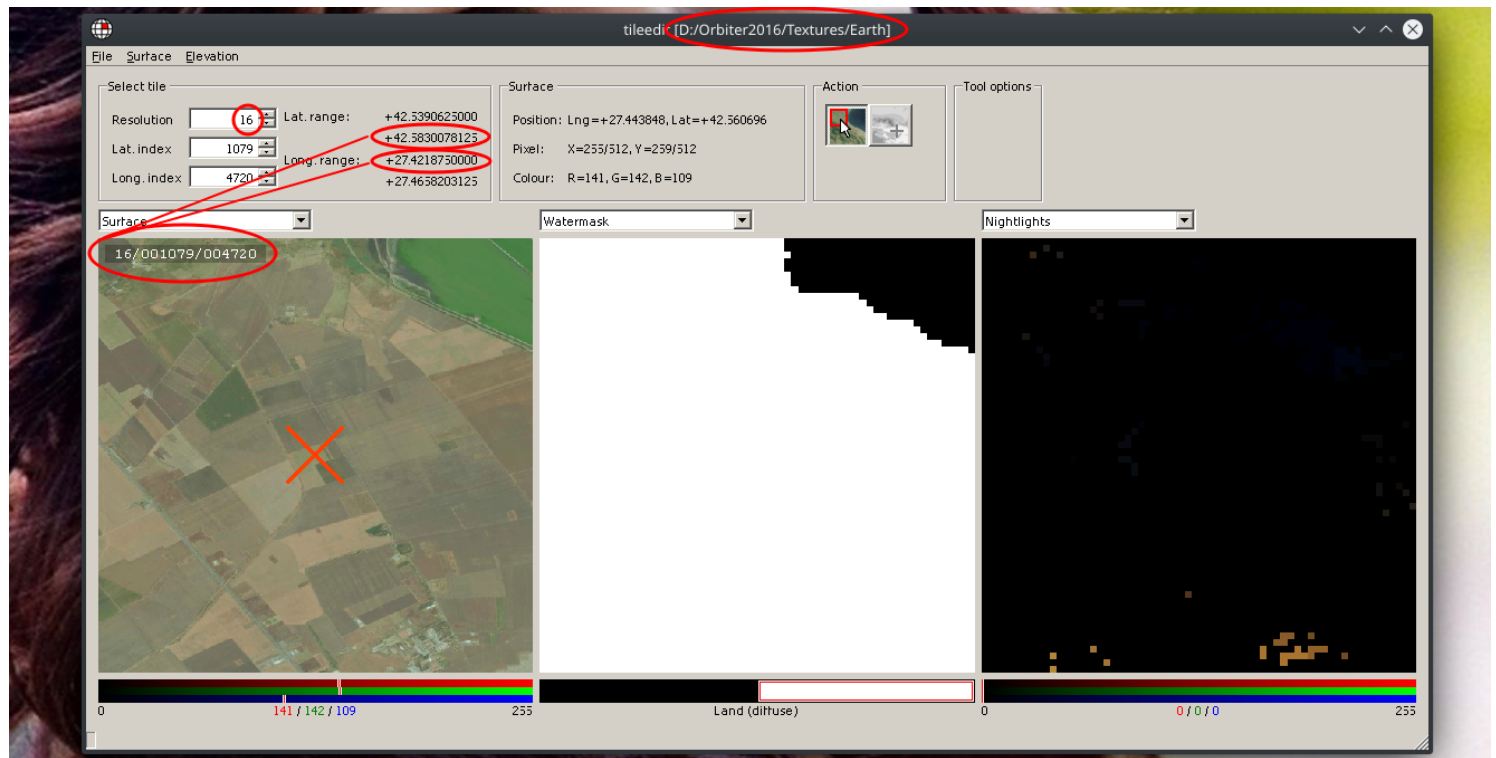 tileedit [D:/Orbiter2016/Textures/Earth]
File Surface Elevation
Select tile
Resolution 16 Lat. range: +42.5390625000
+42.5830078125
Lat. index 1079
Long. range: +27.4218750000
Long. index 4720 +27.4658203125
Surface
Position: Lng=+27.443848, Lat=+42.560696
Pixel: X=255/512, Y=259/512
Colour: R=141, G=142, B=109
Action
Tool options
Surface
Watermask
Nightlights
16/001079/004720
0 141 / 142 / 109 255
Land (diffuse)
0 0 / 0 / 0 255